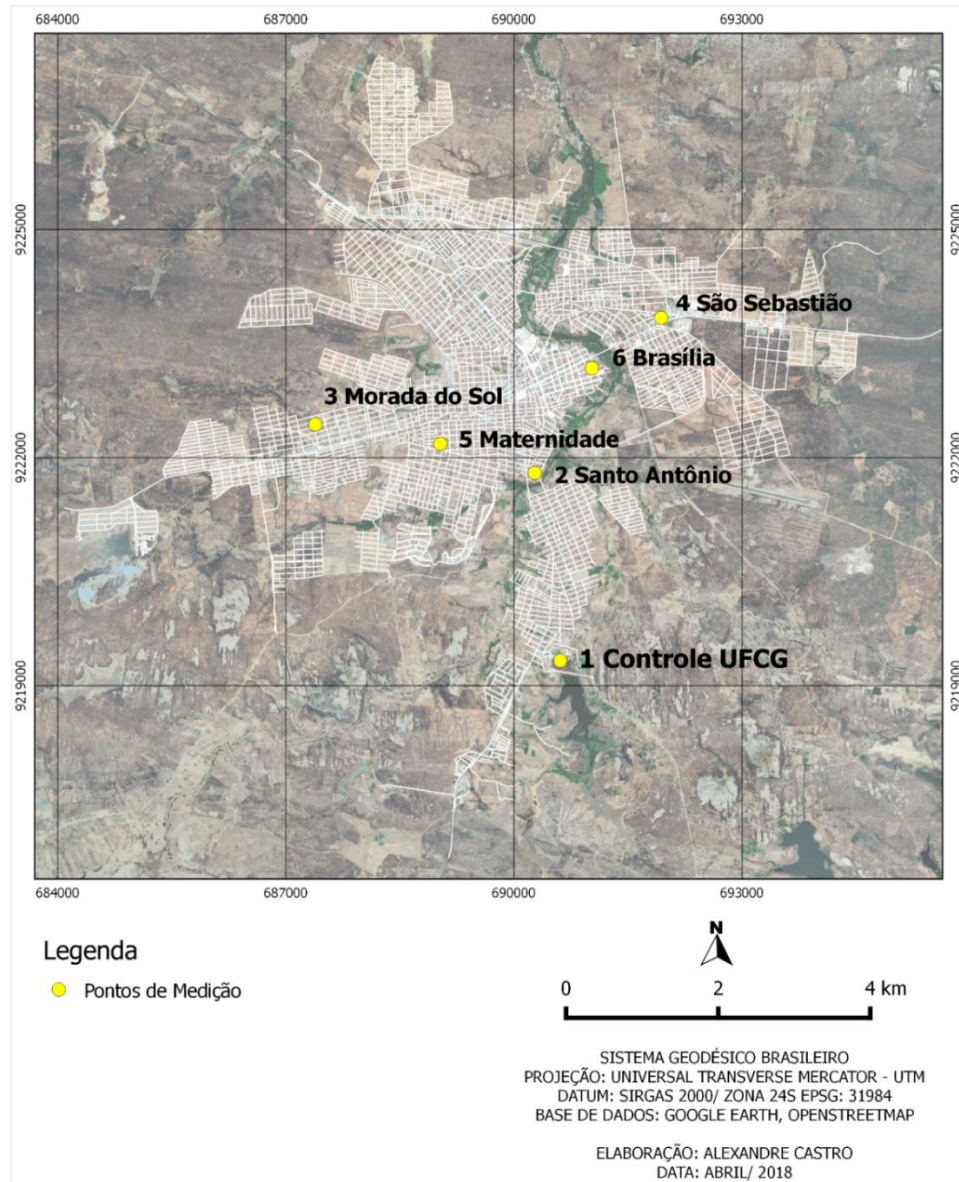 684000 687000 690000 693000
9225000 9225000
4 São Sebastião
6 Brasília
3 Morada do Sol
5 Maternidade
9222000 9222000
2 Santo Antônio
1 Controle UFCG
9219000 9219000
684000 687000 690000 693000
Legenda
Pontos de Medição
N
0 2 4 km
SISTEMA GEODÉSICO BRASILEIRO
PROJEÇÃO: UNIVERSAL TRANSVERSE MERCATOR - UTM
DATUM: SIRGAS 2000/ ZONA 24S EPSG: 31984
BASE DE DADOS: GOOGLE EARTH, OPENSTREETMAP
ELABORAÇÃO: ALEXANDRE CASTRO
DATA: ABRIL/ 2018